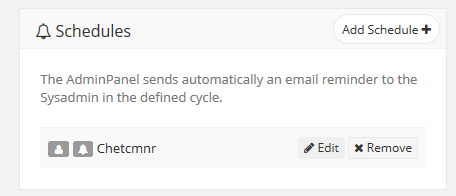 Schedules
Add Schedule
The AdminPanel sends automatically an email reminder to the
Sysadmin in the defined cycle.
Chetcmnr
Edit
Remove